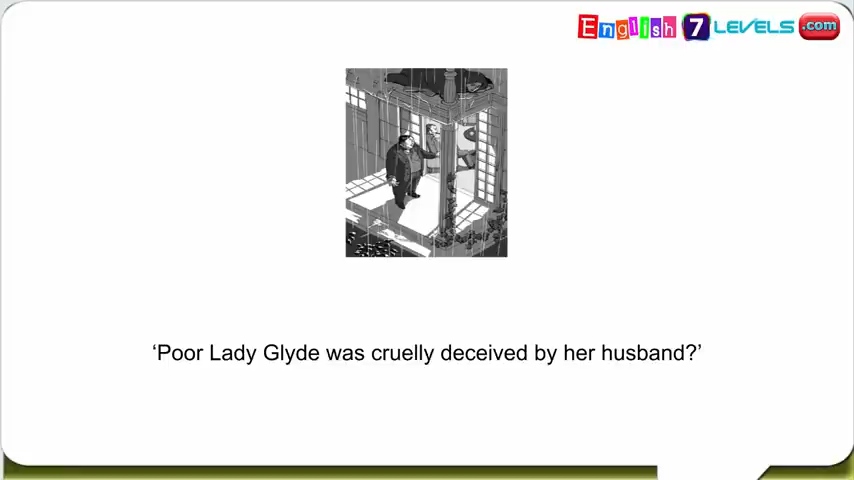 English 7 LEVELS .com
‘Poor Lady Glyde was cruelly deceived by her husband?’